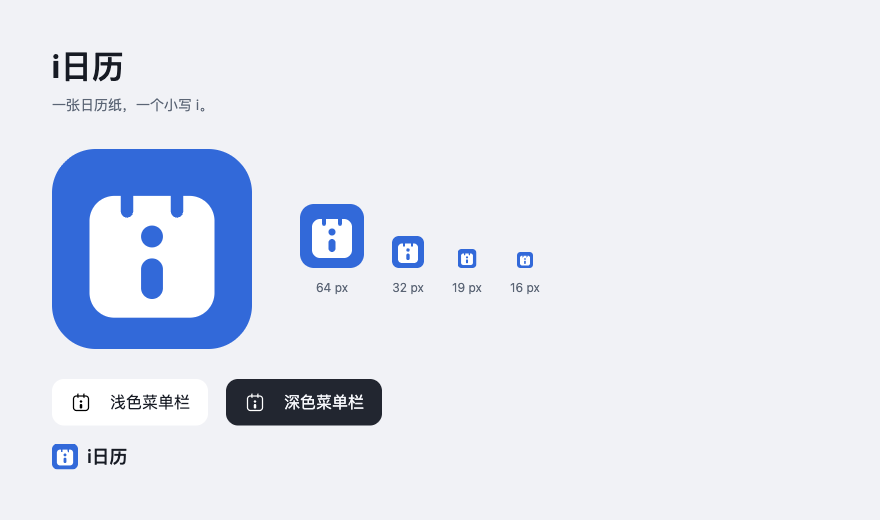 i日历
一张日历纸，一个小写 i。
64 px
32 px
19 px
16 px
浅色菜单栏
深色菜单栏
i日历